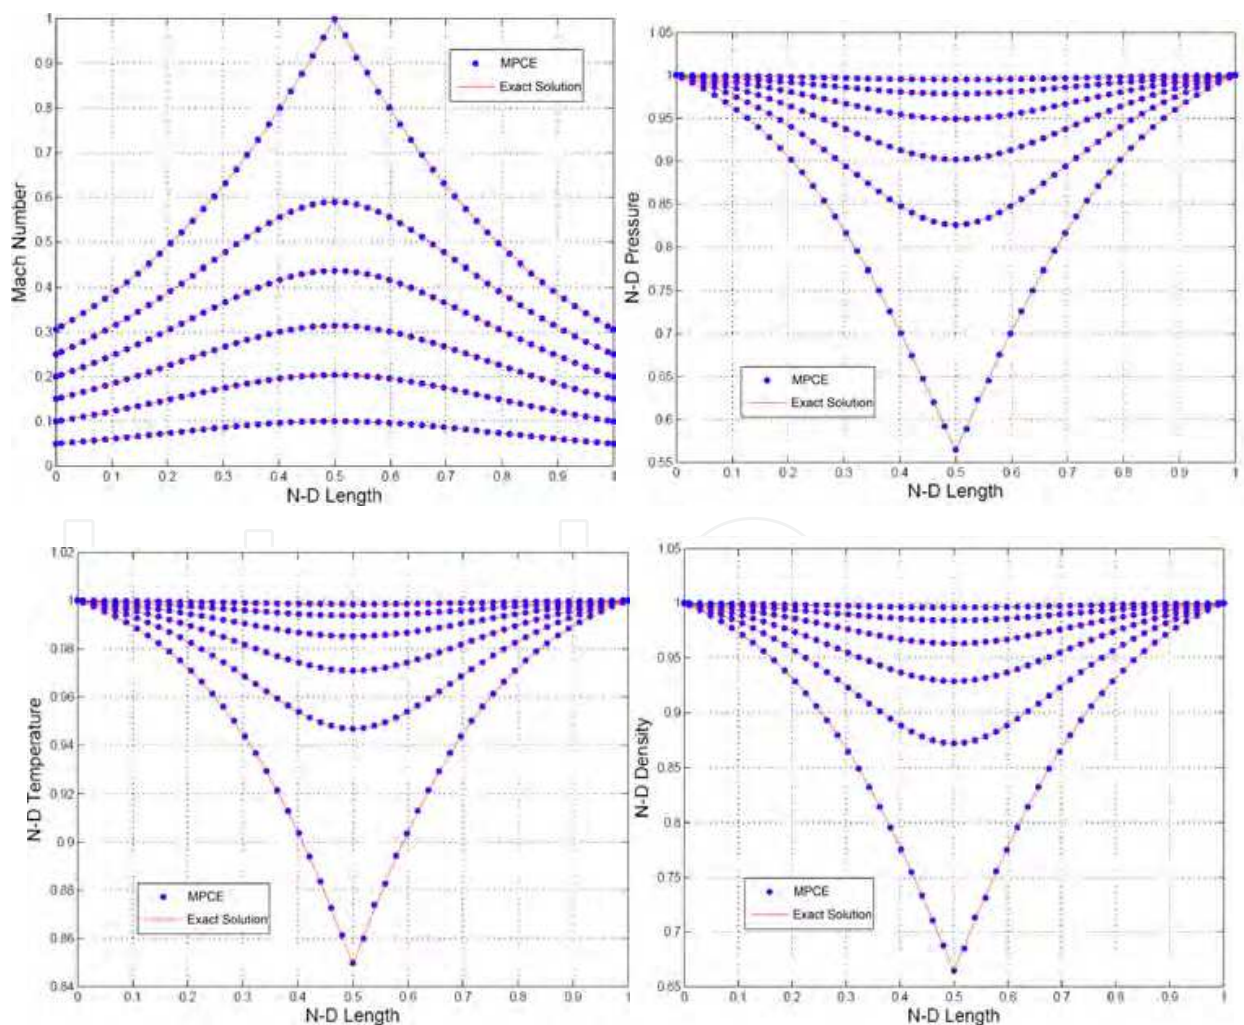 1
0.9
0.8
0.7
0.6
0.5
0.4
0.3
0.2
0.1
0
Mach Number
MPCE
Exact Solution
0 0.1 0.2 0.3 0.4 0.5 0.6 0.7 0.8 0.9 1
N-D Length
1.05
1
0.95
0.9
0.85
0.8
0.75
0.7
0.65
0.6
0.55
N-D Pressure
MPCE
Exact Solution
0 0.1 0.2 0.3 0.4 0.5 0.6 0.7 0.8 0.9 1
N-D Length
1.02
1
0.98
0.96
0.94
0.92
0.9
0.88
0.86
0.84
N-D Temperature
MPCE
Exact Solution
0 0.1 0.2 0.3 0.4 0.5 0.6 0.7 0.8 0.9 1
N-D Length
1.05
1
0.95
0.9
0.85
0.8
0.75
0.7
0.65
N-D Density
MPCE
Exact Solution
0 0.1 0.2 0.3 0.4 0.5 0.6 0.7 0.8 0.9 1
N-D Length